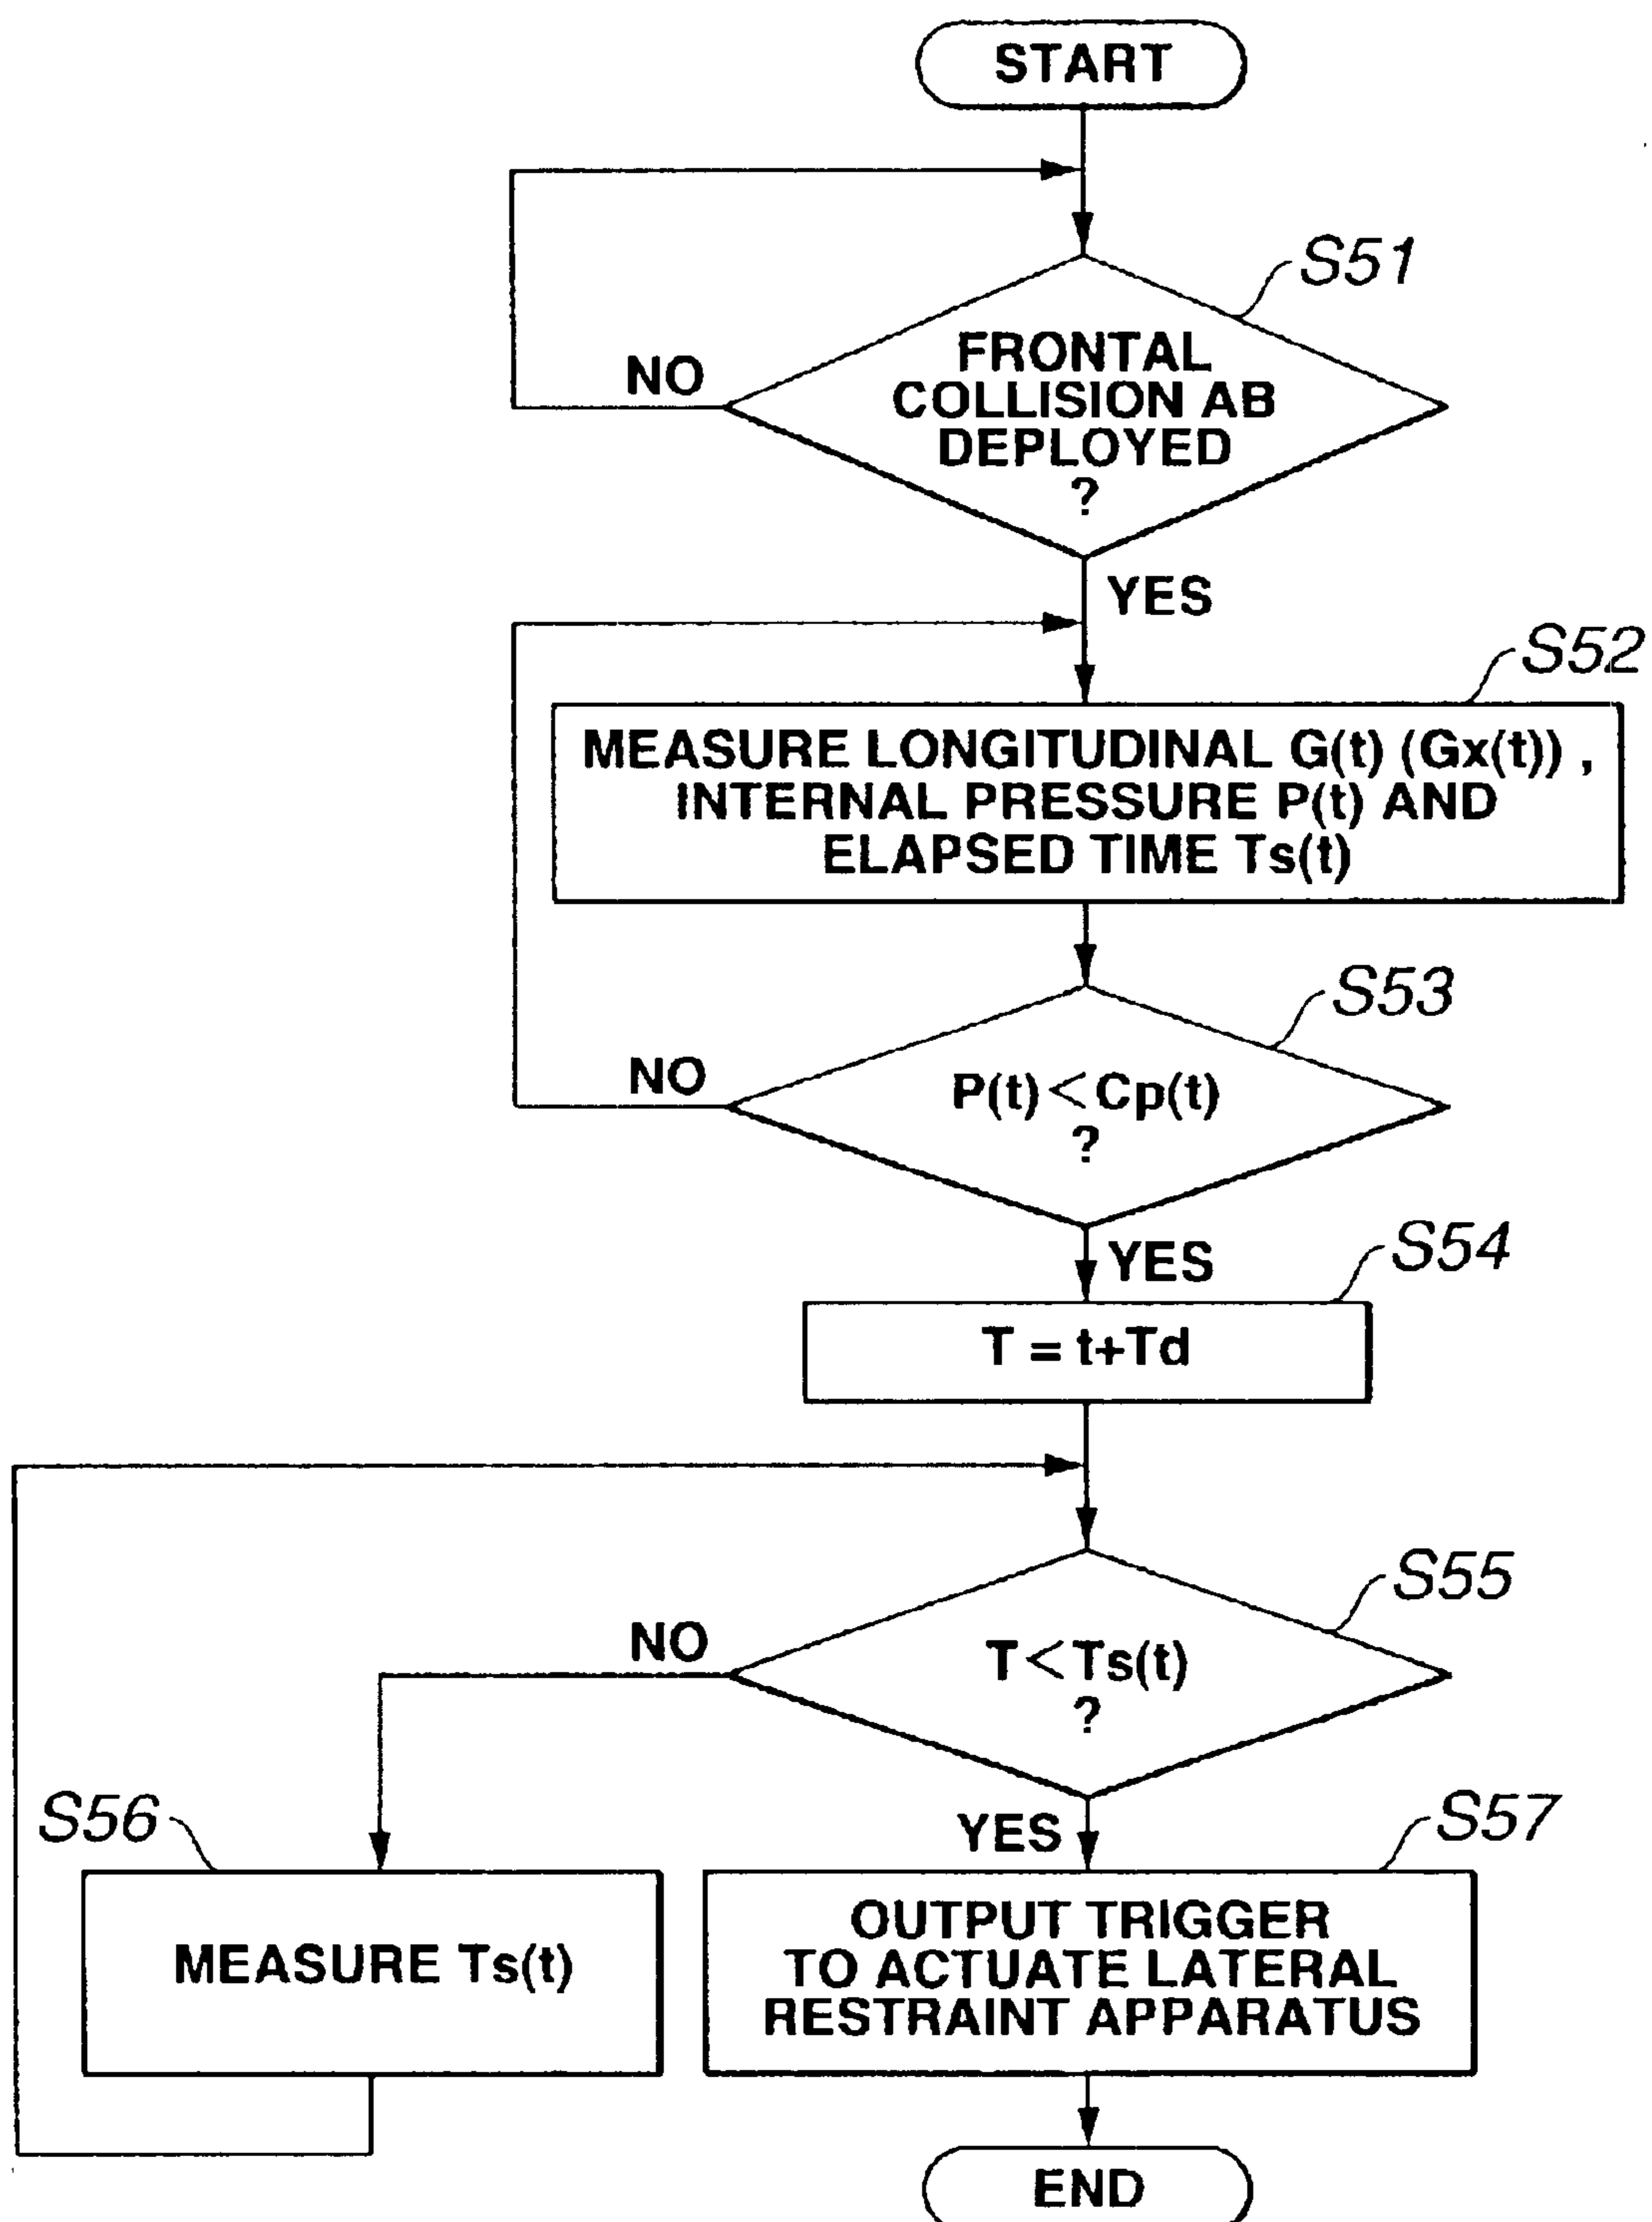 START
S51
NO
FRONTAL
COLLISION AB
DEPLOYED
?
YES
S52
MEASURE LONGITUDINAL G(t) (Gx(t)) ,
INTERNAL PRESSURE P(t) AND
ELAPSED TIME Ts(t)
S53
NO
P(t)<Cp(t)
?
YES
S54
T = t+Td
S55
NO
T<Ts(t)
?
S56
YES
S57
MEASURE Ts(t)
OUTPUT TRIGGER
TO ACTUATE LATERAL
RESTRAINT APPARATUS
END